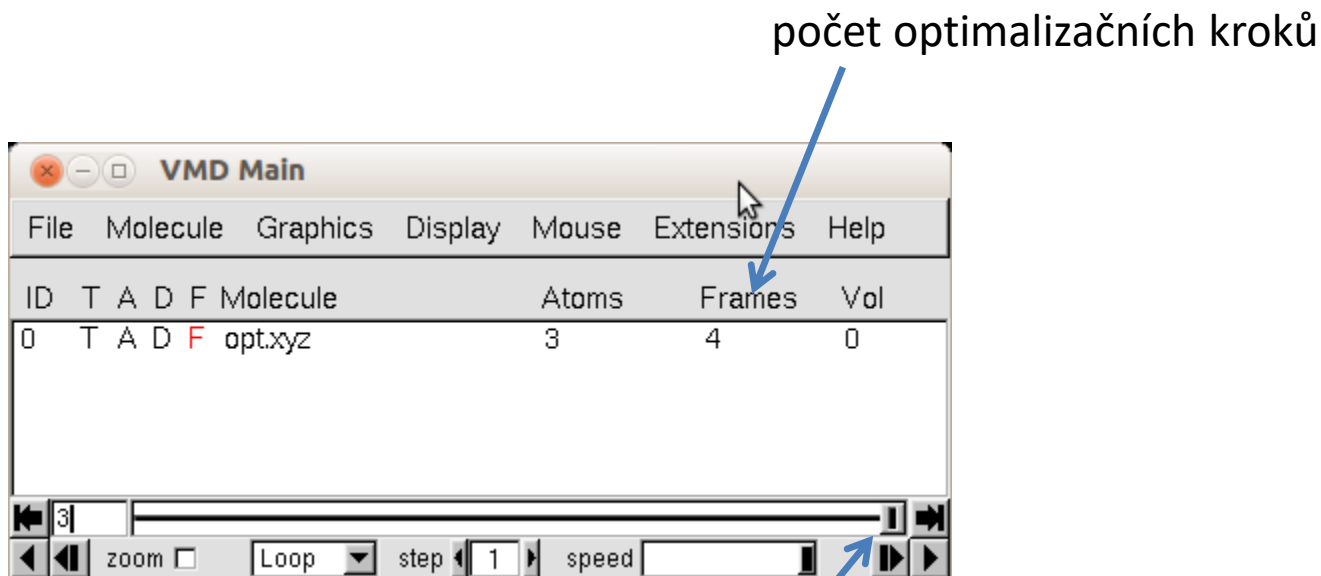 počet optimalizačních kroků
VMD Main
File Molecule Graphics Display Mouse Extensions Help
ID T A D F Molecule Atoms Frames Vol
0 T A D F opt.xyz 3 4 0
3
zoom Loop step 1 speed